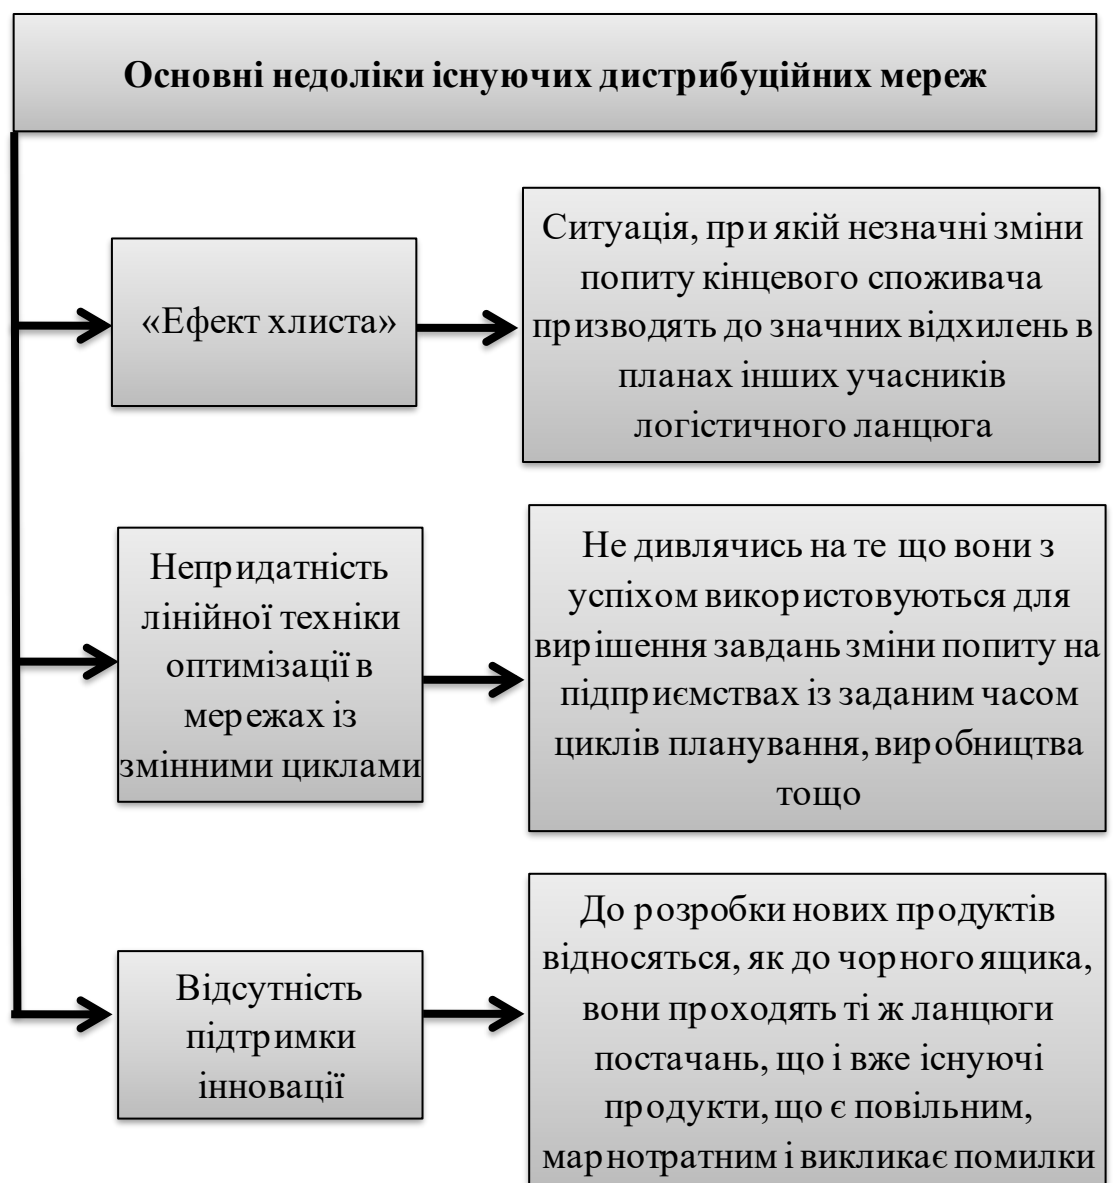 Основні недоліки існуючих дистрибуційних мереж
«Ефект хлиста»
Ситуація, при якій незначні зміни
попиту кінцевого споживача
призводять до значних відхилень в
планах інших учасників
логістичного ланцюга
Непридатність
лінійної техніки
оптимізації в
мережах із
змінними циклами
Не дивлячись на те що вони з
успіхом використовуються для
вирішення завдань зміни попиту на
підприємствах із заданим часом
циклів планування, виробництва
тощо
Відсутність
підтримки
інновації
До розробки нових продуктів
відносяться, як до чорного ящика,
вони проходять ті ж ланцюги
постачань, що і вже існуючі
продукти, що є повільним,
марнотратним і викликає помилки